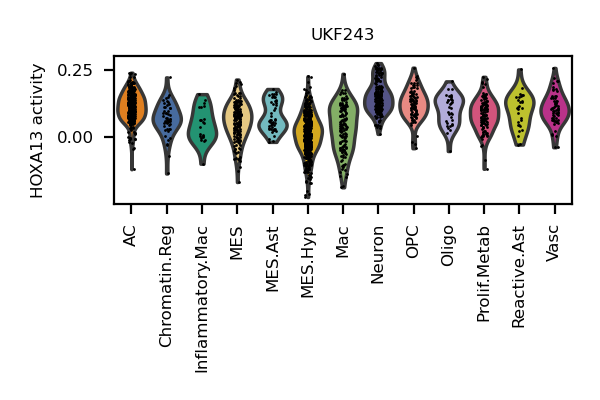 UKF243
HOXA13 activity
0.25
0.00
AC
Chromatin.Reg
Inflammatory.Mac
MES
MES.Ast
MES.Hyp
Mac
Neuron
OPC
Oligo
Prolif.Metab
Reactive.Ast
Vasc